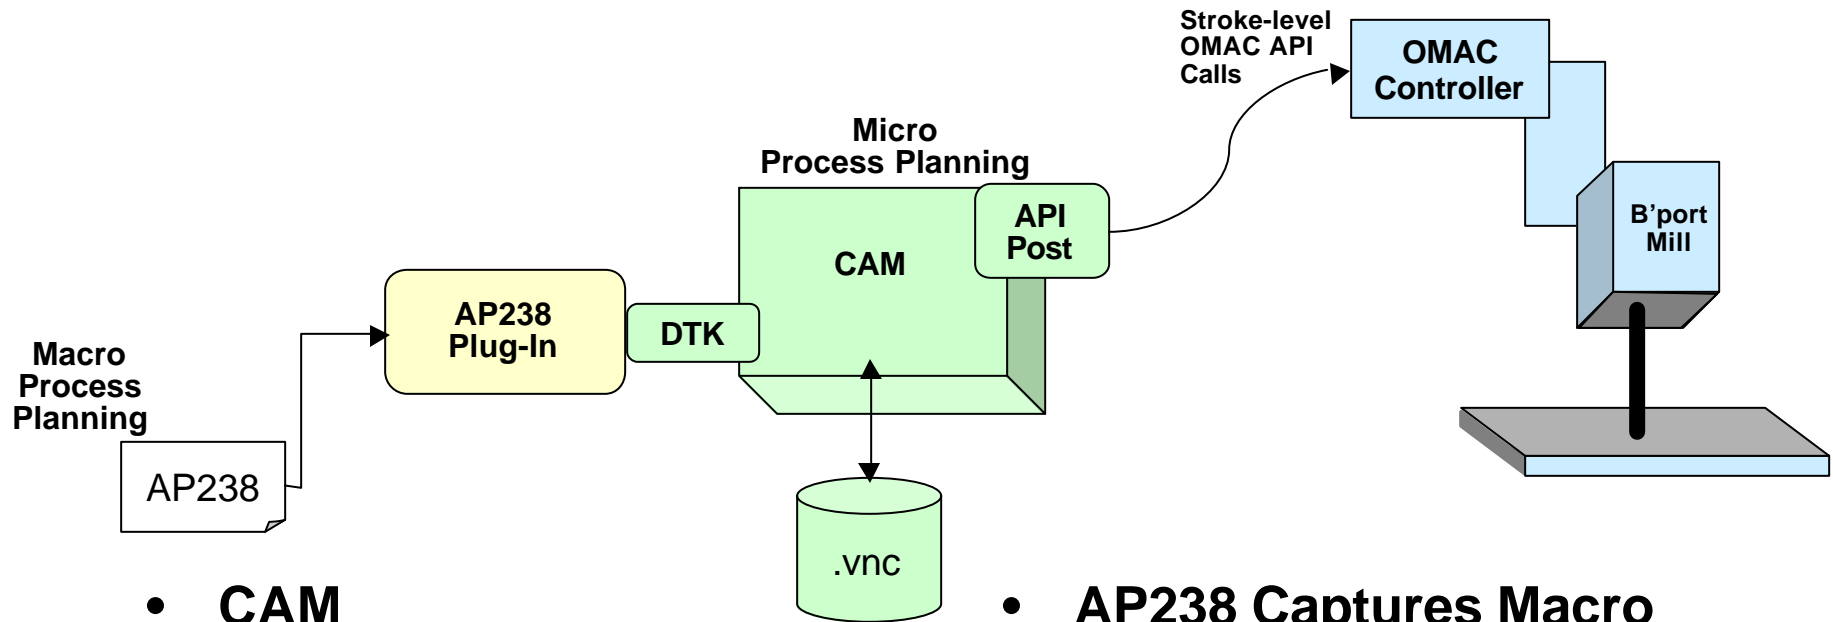 Stroke-level
OMAC API
Calls
OMAC
Controller
Micro
Process Planning
API
Post
B'port
Mill
CAM
AP238
Plug-In
DTK
Macro
Process
Planning
AP238
.vnc
• CAM
• AP238 Captures Macro